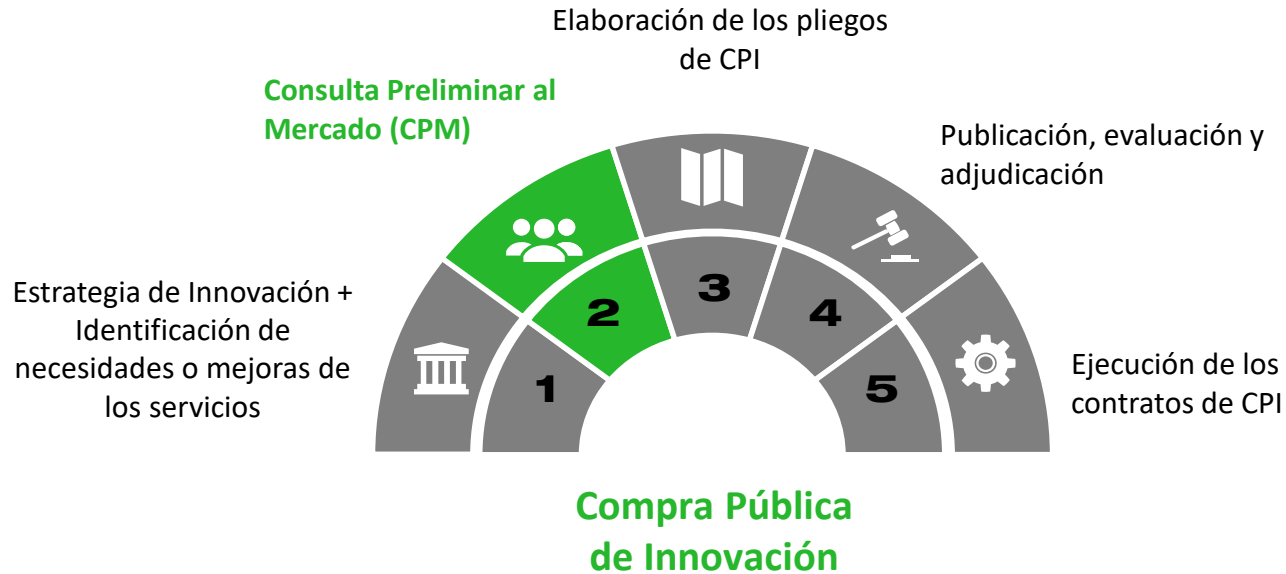 Elaboración de los pliegos
de CPI
Consulta Preliminar al
Mercado (CPM)
Publicación, evaluación y
adjudicación
Estrategia de Innovación +
Identificación de
necesidades o mejoras de
los servicios
Ejecución de los
contratos de CPI
1
2
3
4
5
Compra Pública
de Innovación